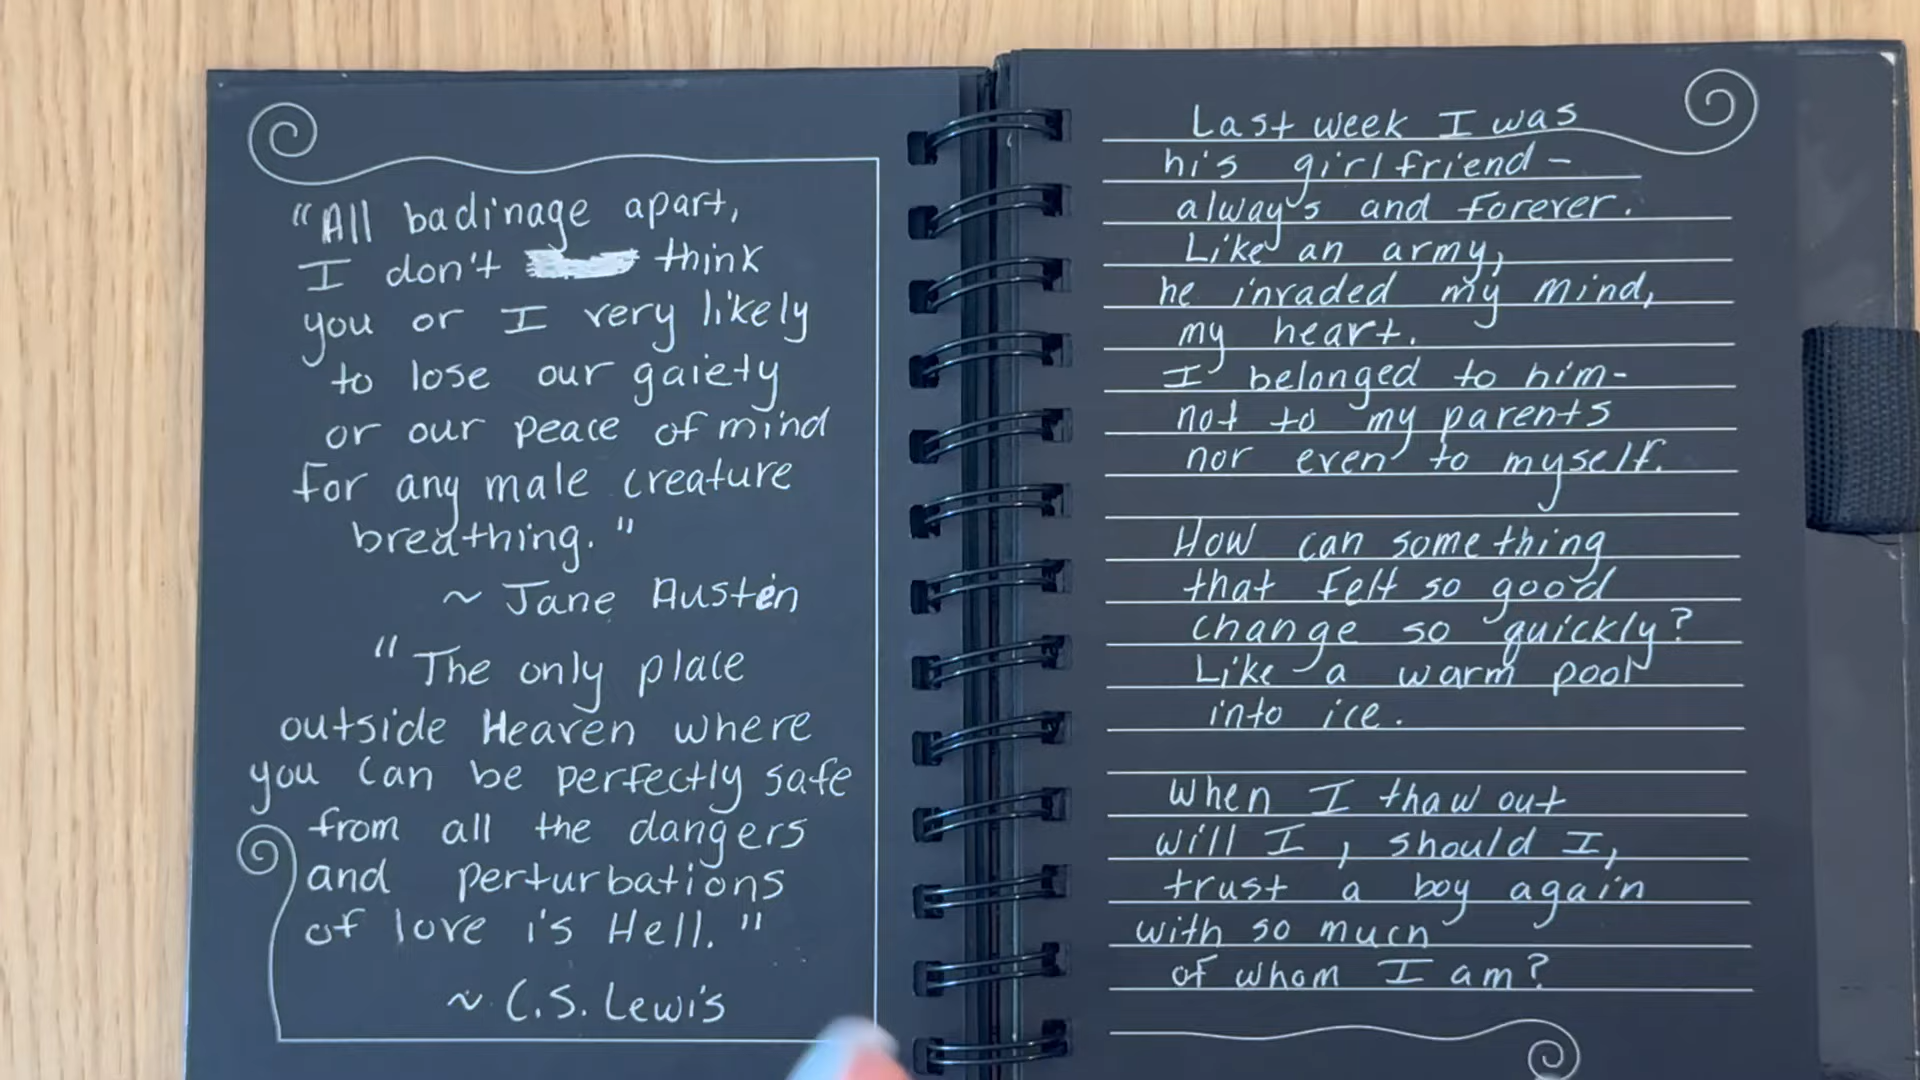 "All badinage apart,
I don't think
you or I very likely
to lose our gaiety
or our peace of mind
for any male creature
breathing."
~ Jane Austen
"The only place
outside Heaven where
you can be perfectly safe
from all the dangers
and perturbations
of love is Hell."
~ C.S. Lewis
Last week I was
his girlfriend -
always and forever.
Like an army,
he invaded my mind,
my heart.
I belonged to him-
not to my parents
nor even to myself.
How can something
that felt so good
change so quickly?
Like a warm pool
into ice.
When I thaw out
will I, should I,
trust a boy again
with so much
of whom I am?